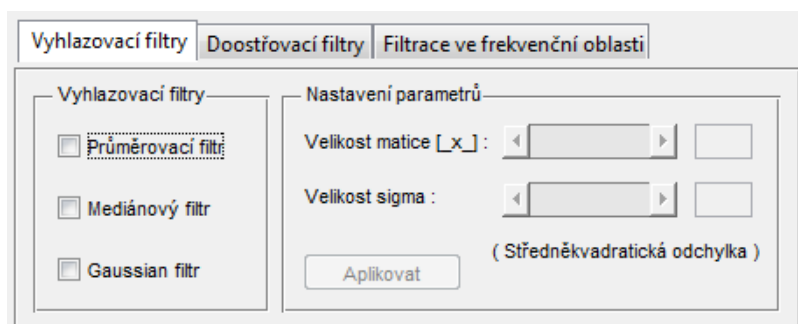 Vyhlazovací filtry Doostřovací filtry Filtrace ve frekvenční oblasti
Vyhlazovací filtry
Průměrovací filtr
Mediánový filtr
Gaussian filtr
Nastavení parametrů
Velikost matice [_x_] :
Velikost sigma :
( Střednêkvadratická odchylka )
Aplikovat